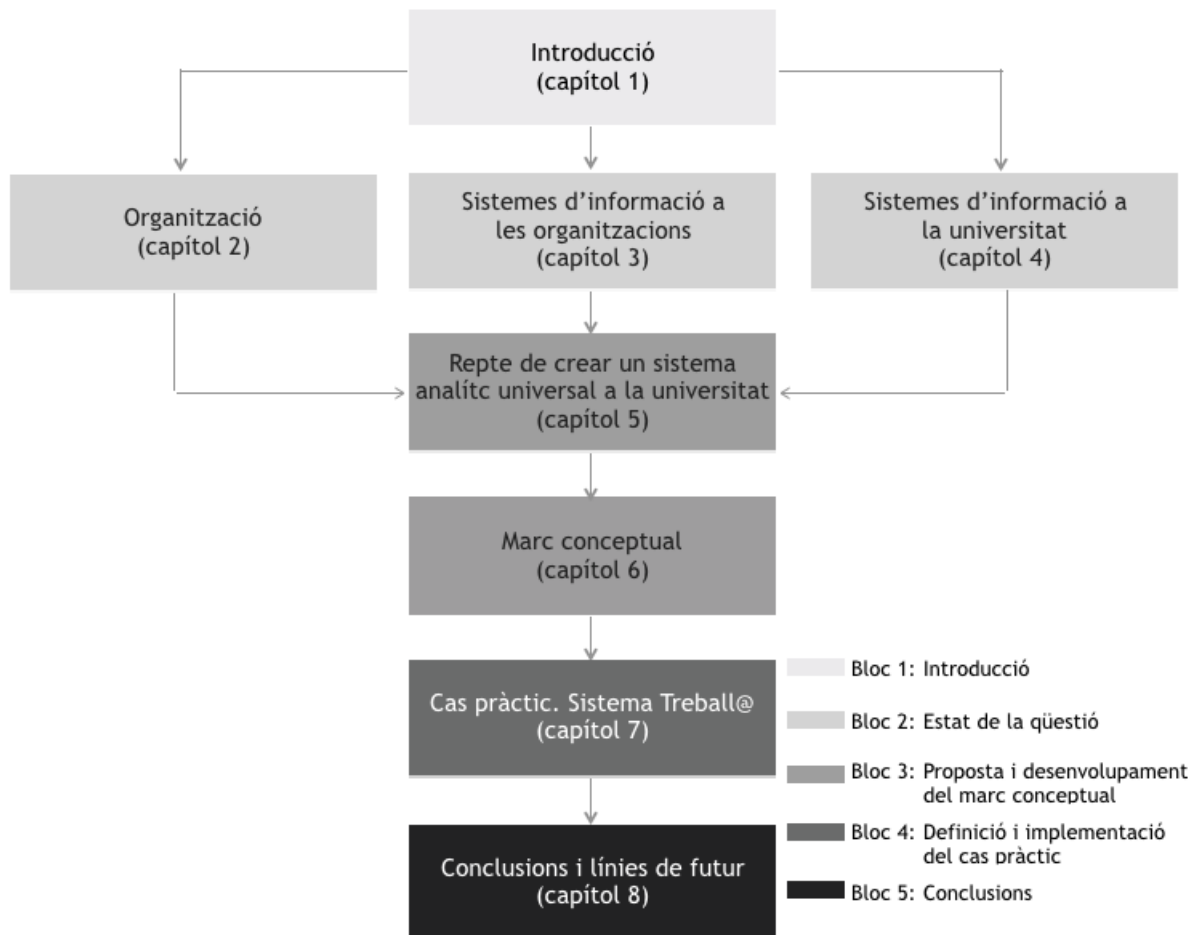 Introducció
(capítol 1)
Organització
(capítol 2)
Sistemes d’informació a
les organitzacions
(capítol 3)
Sistemes d’informació a
la universitat
(capítol 4)
Repte de crear un sistema
analítc universal a la universitat
(capítol 5)
Marc conceptual
(capítol 6)
Cas pràctic. Sistema Treball@
(capítol 7)
Conclusions i línies de futur
(capítol 8)
Bloc 1: Introducció
Bloc 2: Estat de la qüestió
Bloc 3: Proposta i desenvolupament
del marc conceptual
Bloc 4: Definició i implementació
del cas pràctic
Bloc 5: Conclusions